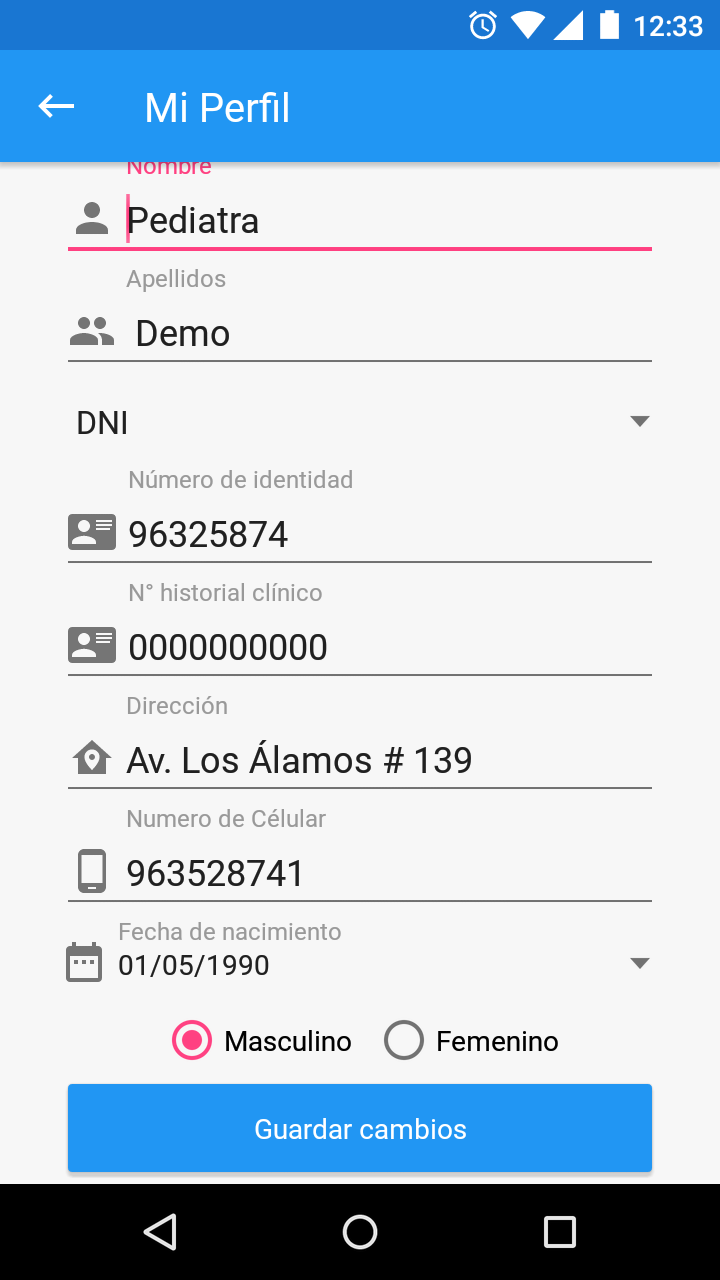 12:33
Mi Perfil
Nombre
Pediatra
Apellidos
Demo
DNI
Número de identidad
96325874
N° historial clínico
0000000000
Dirección
Av. Los Álamos # 139
Numero de Célular
963528741
Fecha de nacimiento
01/05/1990
Masculino Femenino
Guardar cambios